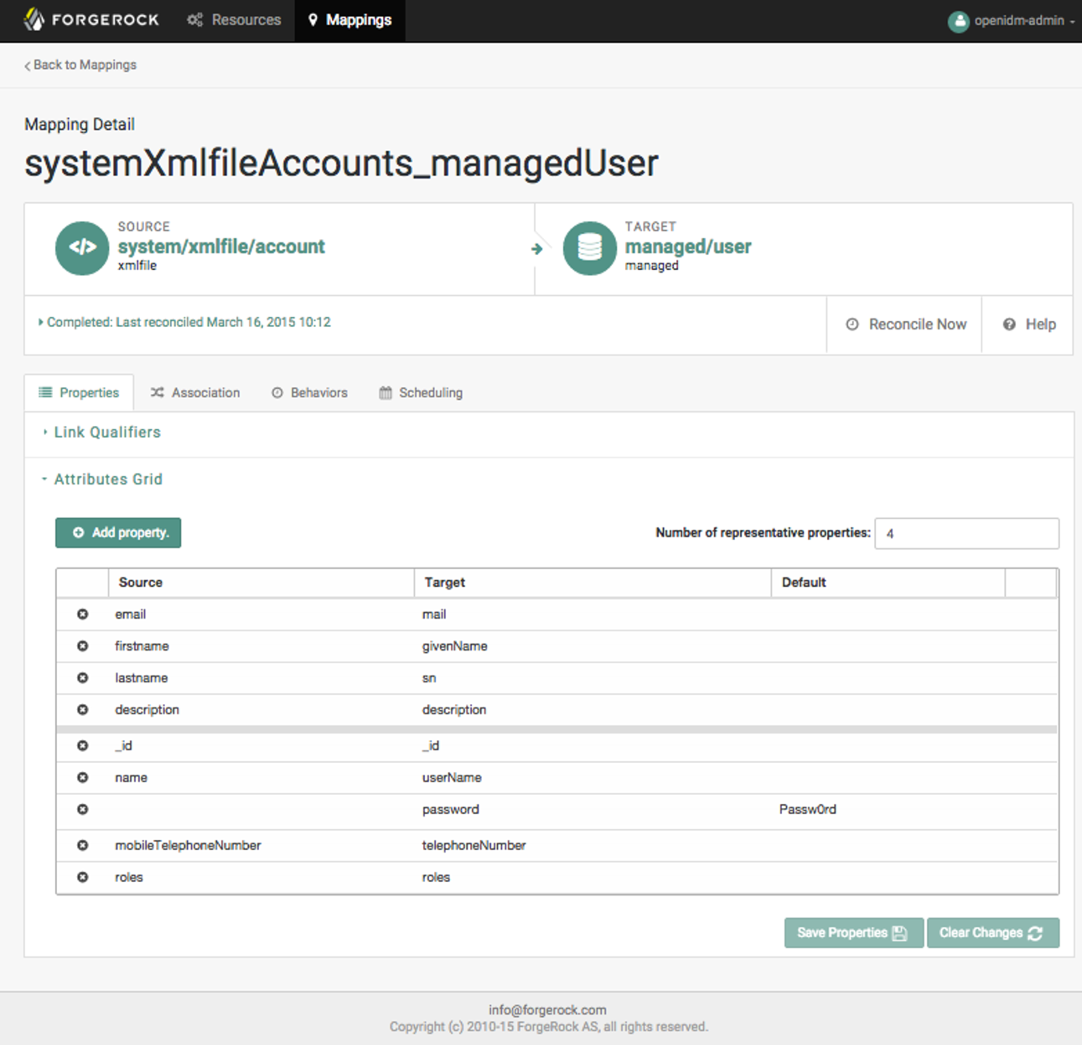 FORGEROCK Resources Mappings openidm-admin
Back to Mappings
Mapping Detail
systemXmlfileAccounts_managedUser
SOURCE
system/xmlfile/account
xmlfile
TARGET
managed/user
managed
Completed: Last reconciled March 16, 2015 10:12
Reconcile Now
Help
Properties Association Behaviors Scheduling
Link Qualifiers
Attributes Grid
Add property. Number of representative properties: 4
Source Target Default
email mail
firstname givenName
lastname sn
description description
_id _id
name userName
password Passw0rd
mobileTelephoneNumber telephoneNumber
roles roles
Save Properties Clear Changes
info@forgerock.com
Copyright (c) 2010-15 ForgeRock AS, all rights reserved.